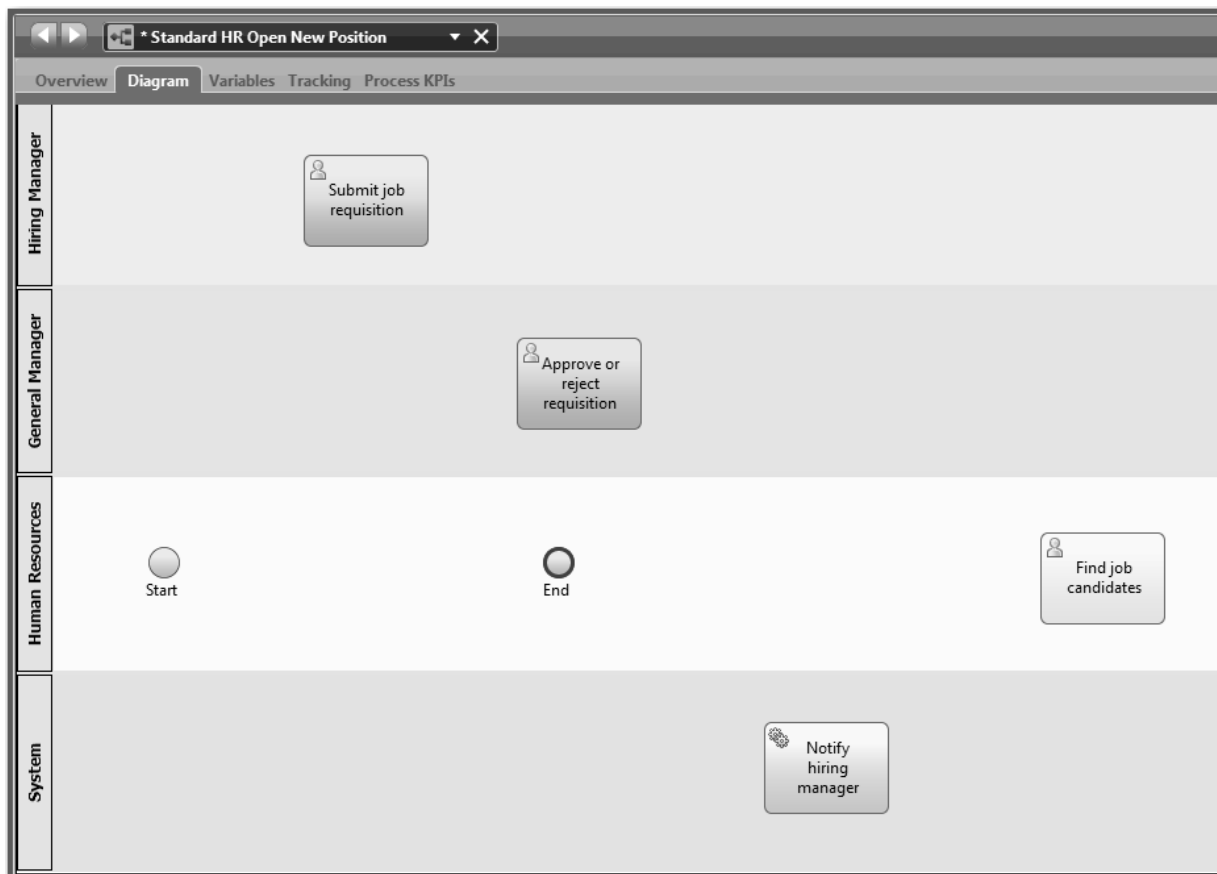 * Standard HR Open New Position
Overview Diagram Variables Tracking Process KPIs
Hiring Manager
Submit job
requisition
General Manager
Approve or
reject
requisition
Human Resources
Start
End
Find job
candidates
System
Notify
hiring
manager